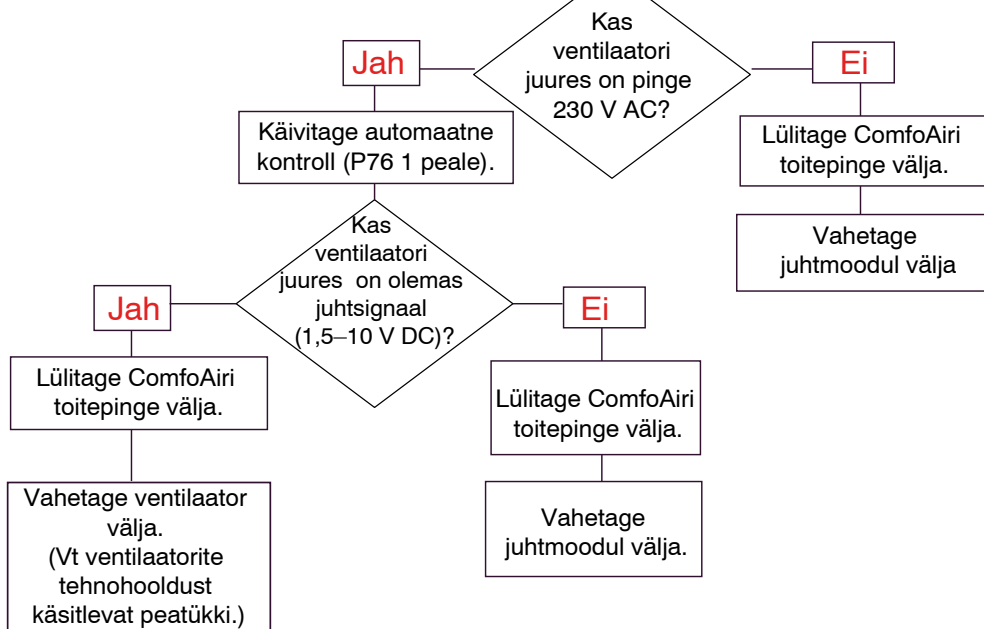 Kas
ventilaatori
juures on pinge
230 V AC?
Jah
Ei
Käivitage automaatne
kontroll (P76 1 peale).
Lülitage ComfoAiri
toitepinge välja.
Vahetage
juhtmoodul välja
Kas
ventilaatori
juures on olemas
juhtsignaal
(1,5–10 V DC)?
Jah
Ei
Lülitage ComfoAiri
toitepinge välja.
Vahetage ventilaator
välja.
(Vt ventilaatorite
tehnohooldust
käsitlevat peatükki.)
Lülitage ComfoAiri
toitepinge välja.
Vahetage
juhtmoodul välja.